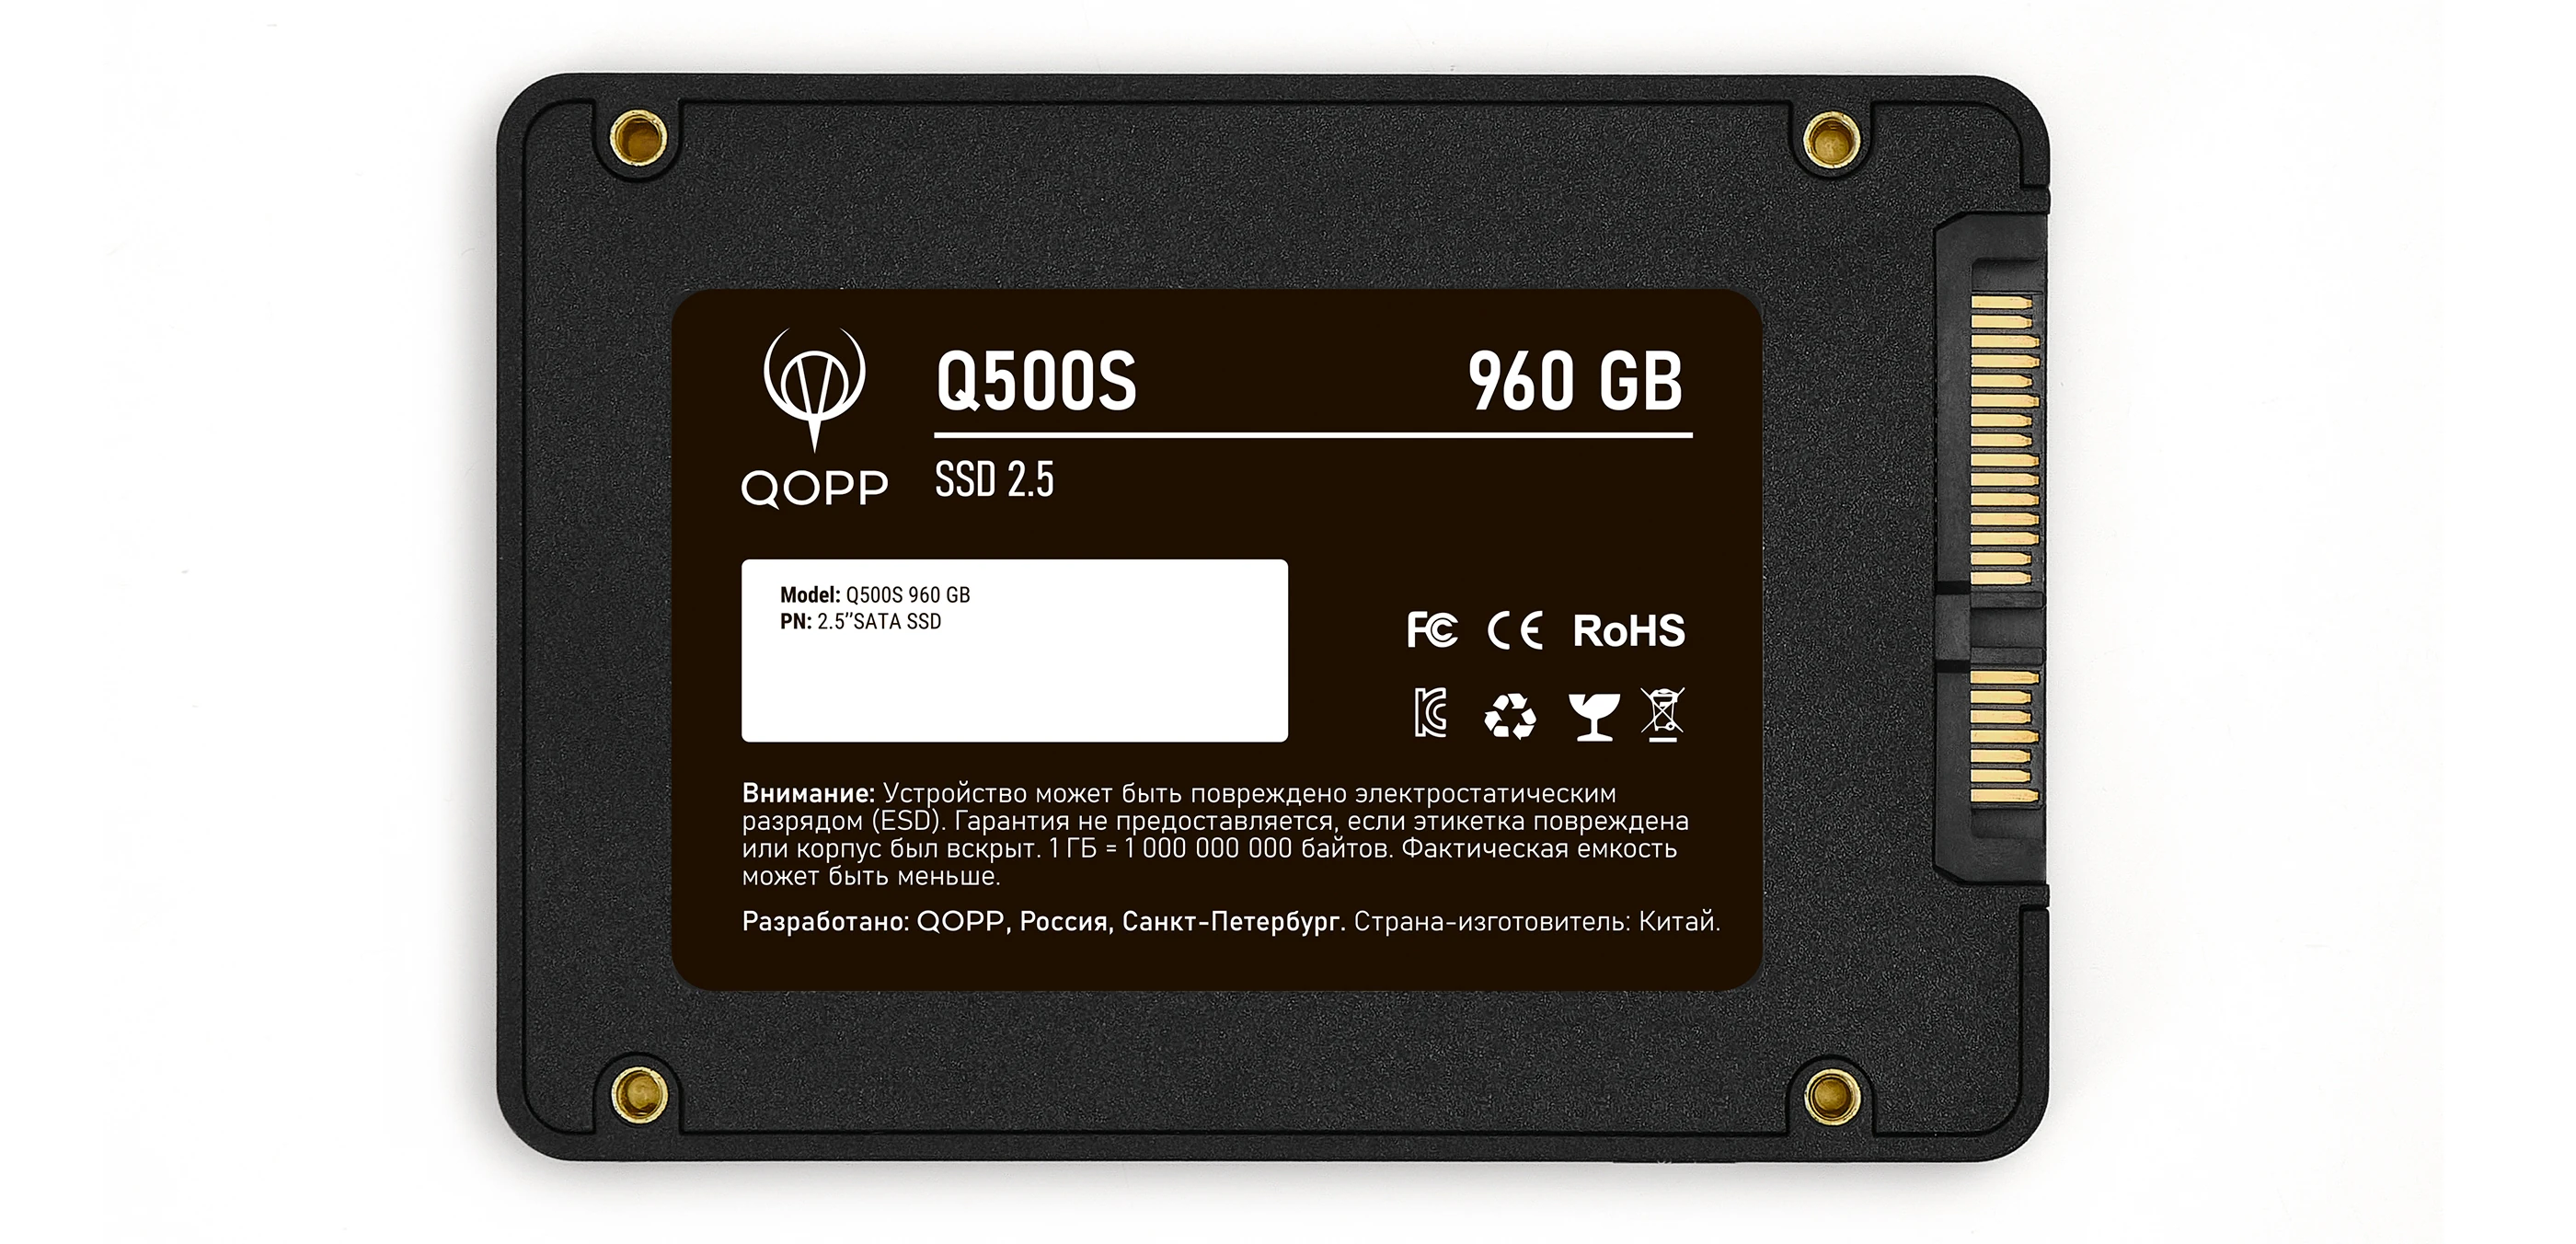 Q500S 960 GB
QOPP
SSD 2.5
Model: Q500S 960 GB
PN: 2.5”SATA SSD
FC CE RoHS
KC
Внимание: Устройство может быть повреждено электростатическим
разрядом (ESD). Гарантия не предоставляется, если этикетка повреждена
или корпус был вскрыт. 1 ГБ = 1 000 000 000 байтов. Фактическая емкость
может быть меньше.
Разработано: QOPP, Россия, Санкт-Петербург. Страна-изготовитель: Китай.